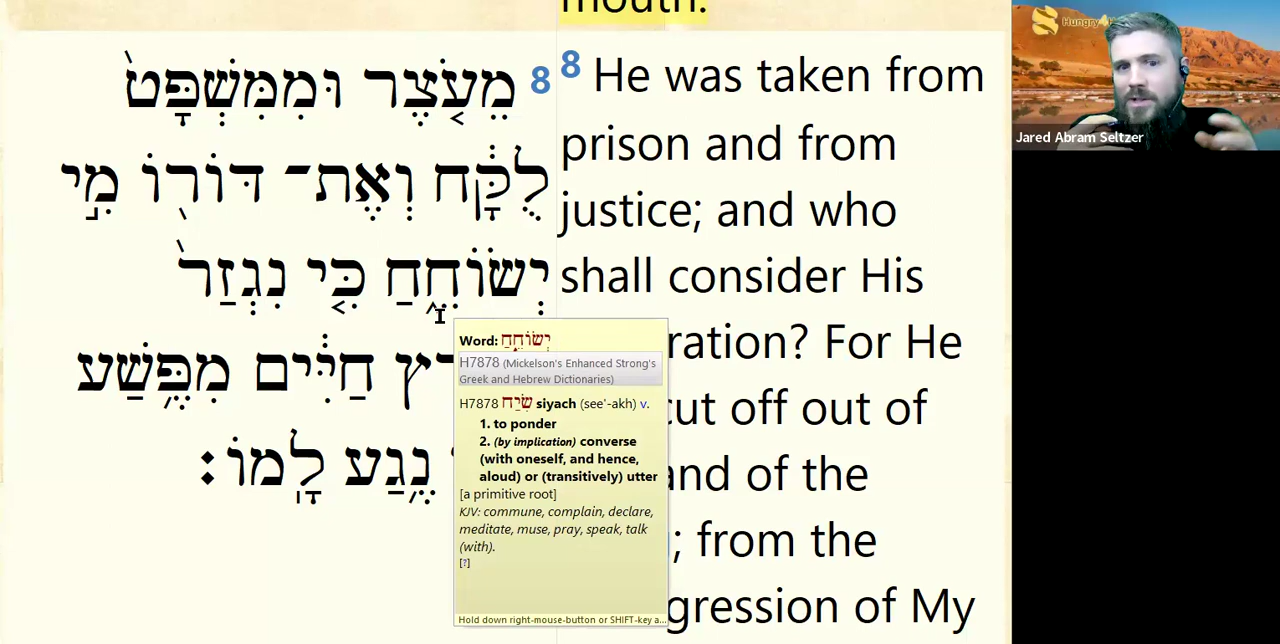 mouth.
8 מֵעֹ֤צֶר וּמִמִּשְׁפָּט֙
לֻקָּ֔ח וְאֶת־ דּוֹר֖וֹ מִ֣י
יְשׂוֹחֵ֑חַ כִּ֤י נִגְזַר֙
רֶץ חַיִּ֔ים מִפֶּ֥שַׁע
נֶ֥גַע לָֽמוֹ׃
8 He was taken from
prison and from
justice; and who
shall consider His
ration? For He
cut off out of
and of the
; from the
gression of My
Word: יְשׂוֹחֵ֑חַ
H7878 (Mickelson's Enhanced Strong's
Greek and Hebrew Dictionaries)
H7878 שִׂיחַ siyach (see'-akh) v.
1. to ponder
2. (by implication) converse
(with oneself, and hence,
aloud) or (transitively) utter
[a primitive root]
KJV: commune, complain, declare,
meditate, muse, pray, speak, talk
(with).
[?]
Hold down right-mouse-button or SHIFT-key a...
Hungry
Jared Abram Seltzer